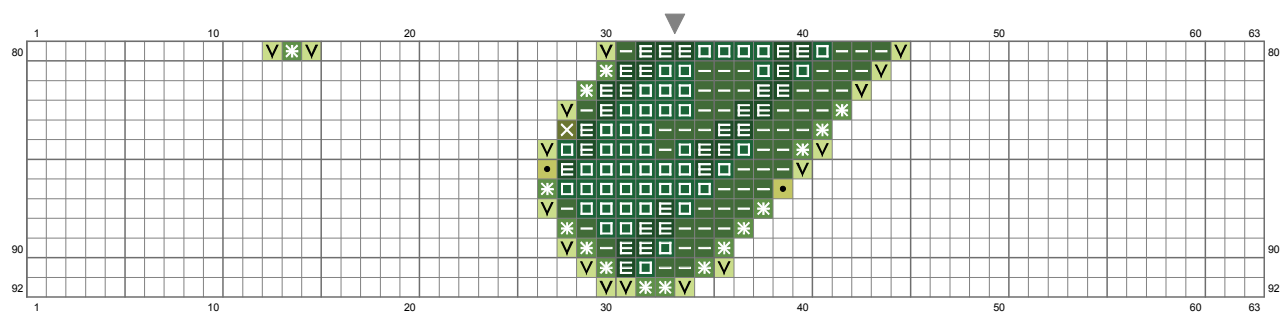 1 10 20 30 40 50 60 63
80 V * V V – E E E □ □ □ □ E E □ – – – V 80
* E E □ □ – – – □ E □ – – – V
* E E □ □ □ – – – E E – – – V
V – E □ □ □ □ – – E E – – – *
× E □ □ □ – – – E E – – – *
V □ E □ □ □ – □ E E □ – – * V
• E □ □ □ □ □ □ E □ – – – V
* □ □ □ □ □ □ □ □ – – – •
V – □ □ □ □ E □ – – – *
* – □ □ E E – – – *
90 V * – E E □ – – * 90
V * E □ – – * V
92 V V * * V 92
1 10 20 30 40 50 60 63